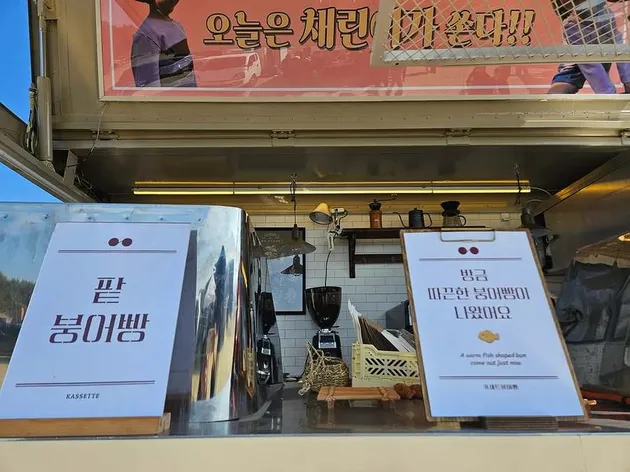 오늘은 채린이가 쏜다!!
팥
붕어빵
KASSETTE
방금
따끈한 붕어빵이
나왔어요
A warm Fish shaped bun
come out just now.